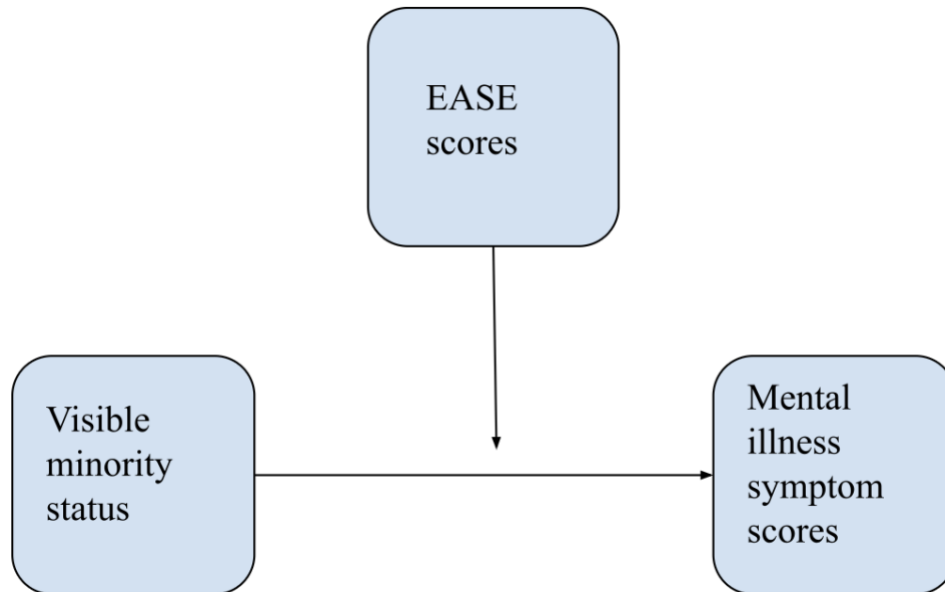 EASE
scores
Visible
minority
status
Mental
illness
symptom
scores